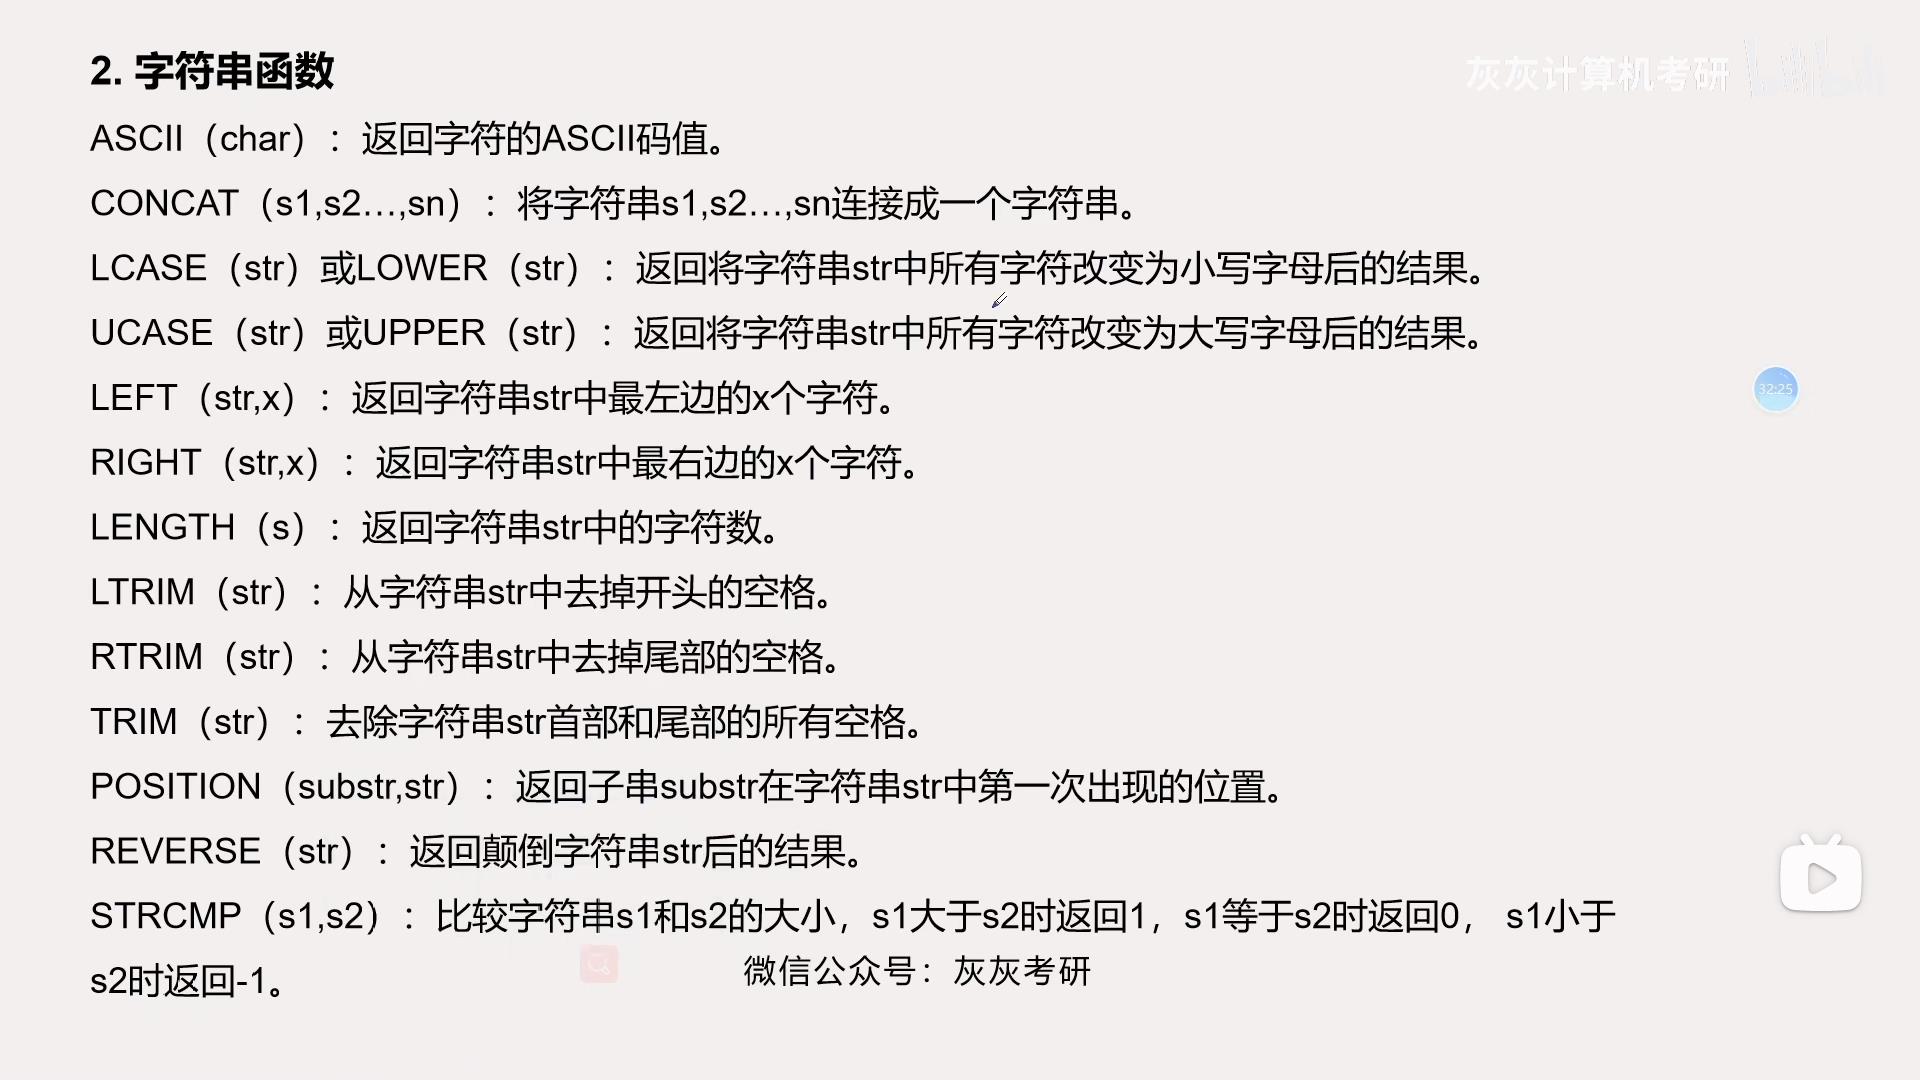 2. 字符串函数
灰灰计算机考研 bilibili
ASCII（char）：返回字符的ASCII码值。
CONCAT（s1,s2…,sn）：将字符串s1,s2…,sn连接成一个字符串。
LCASE（str）或LOWER（str）：返回将字符串str中所有字符改变为小写字母后的结果。
UCASE（str）或UPPER（str）：返回将字符串str中所有字符改变为大写字母后的结果。
32:25
LEFT（str,x）：返回字符串str中最左边的x个字符。
RIGHT（str,x）：返回字符串str中最右边的x个字符。
LENGTH（s）：返回字符串str中的字符数。
LTRIM（str）：从字符串str中去掉开头的空格。
RTRIM（str）：从字符串str中去掉尾部的空格。
TRIM（str）：去除字符串str首部和尾部的所有空格。
POSITION（substr,str）：返回子串substr在字符串str中第一次出现的位置。
REVERSE（str）：返回颠倒字符串str后的结果。
STRCMP（s1,s2）：比较字符串s1和s2的大小，s1大于s2时返回1，s1等于s2时返回0， s1小于
s2时返回-1。
微信公众号：灰灰考研